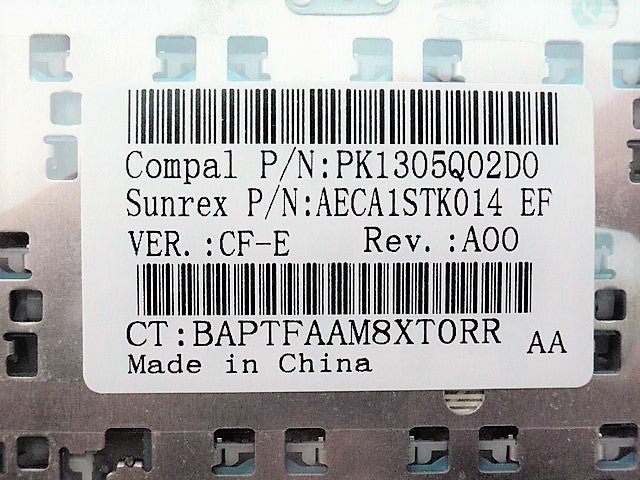 Compal P/N:PK1305Q02D0
Sunrex P/N:AECA1STK014 EF
VER.:CF-E Rev.:A00
CT:BAPTFAAM8XT0RR AA
Made in China